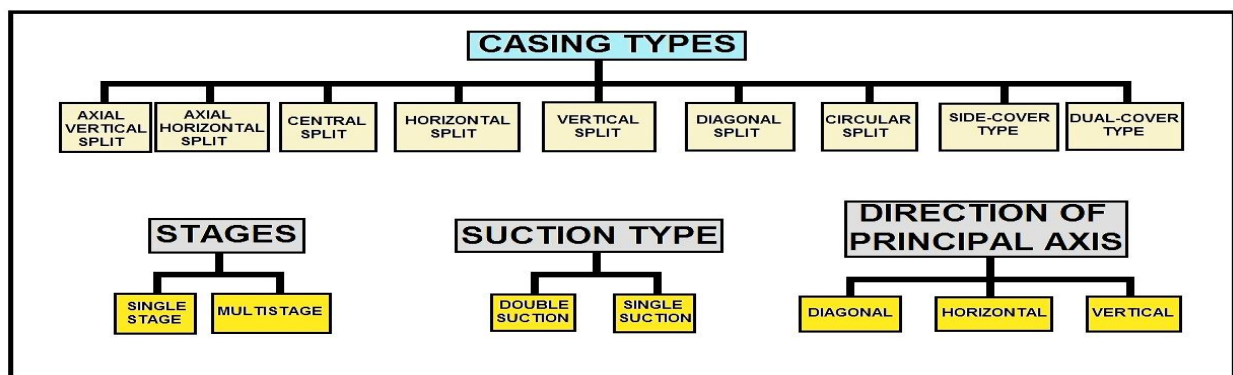 CASING TYPES
AXIAL
VERTICAL
SPLIT
AXIAL
HORIZONTAL
SPLIT
CENTRAL
SPLIT
HORIZONTAL
SPLIT
VERTICAL
SPLIT
DIAGONAL
SPLIT
CIRCULAR
SPLIT
SIDE-COVER
TYPE
DUAL-COVER
TYPE
STAGES
SINGLE
STAGE
MULTISTAGE
SUCTION TYPE
DOUBLE
SUCTION
SINGLE
SUCTION
DIRECTION OF
PRINCIPAL AXIS
DIAGONAL
HORIZONTAL
VERTICAL